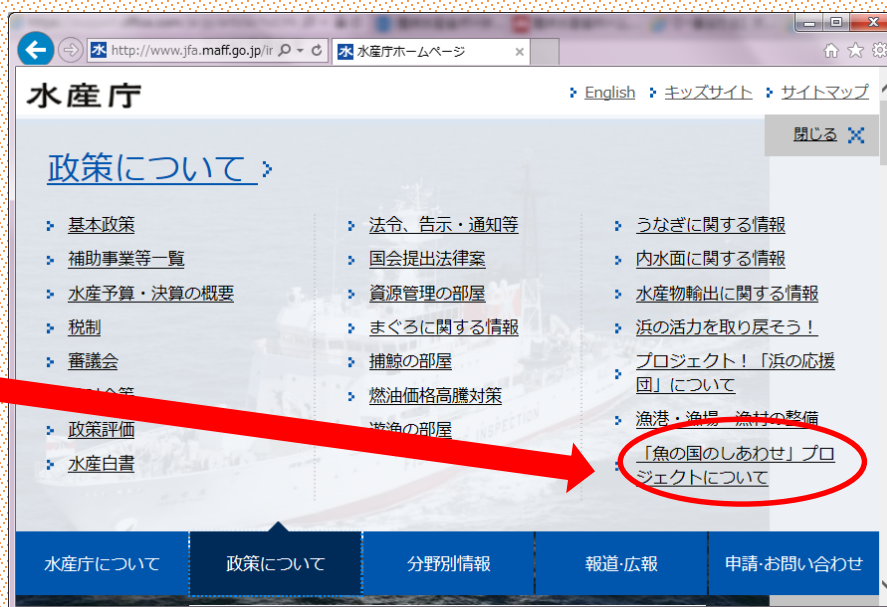 http://www.jfa.maff.go.jp/ir
水産庁ホームページ
水産庁
English キッズサイト サイトマップ
閉じる
政策について
基本政策
補助事業等一覧
水産予算・決算の概要
税制
審議会
政策評価
水産白書
法令、告示・通知等
国会提出法律案
資源管理の部屋
まぐろに関する情報
捕鯨の部屋
燃油価格高騰対策
の部屋
うなぎに関する情報
内水面に関する情報
水産物輸出に関する情報
浜の活力を取り戻そう!
プロジェクト!「浜の応援
団」について
漁港・漁場・漁村の整備
「魚の国のしあわせ」プロ
ジェクトについて
INSPECTION
水産庁について 政策について 分野別情報 報道・広報 申請・お問い合わせ